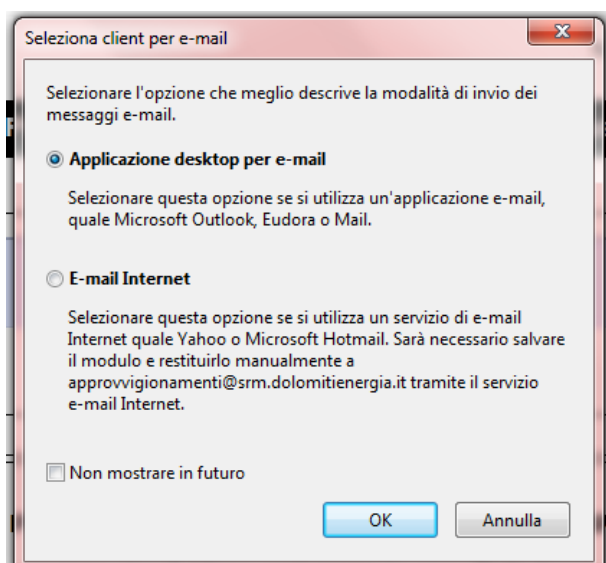 Seleziona client per e-mail
Selezionare l'opzione che meglio descrive la modalità di invio dei
messaggi e-mail.
Applicazione desktop per e-mail
Selezionare questa opzione se si utilizza un'applicazione e-mail,
quale Microsoft Outlook, Eudora o Mail.
E-mail Internet
Selezionare questa opzione se si utilizza un servizio di e-mail
Internet quale Yahoo o Microsoft Hotmail. Sarà necessario salvare
il modulo e restituirlo manualmente a
approvvigionamenti@srm.dolomitienergia.it tramite il servizio
e-mail Internet.
Non mostrare in futuro
OK
Annulla